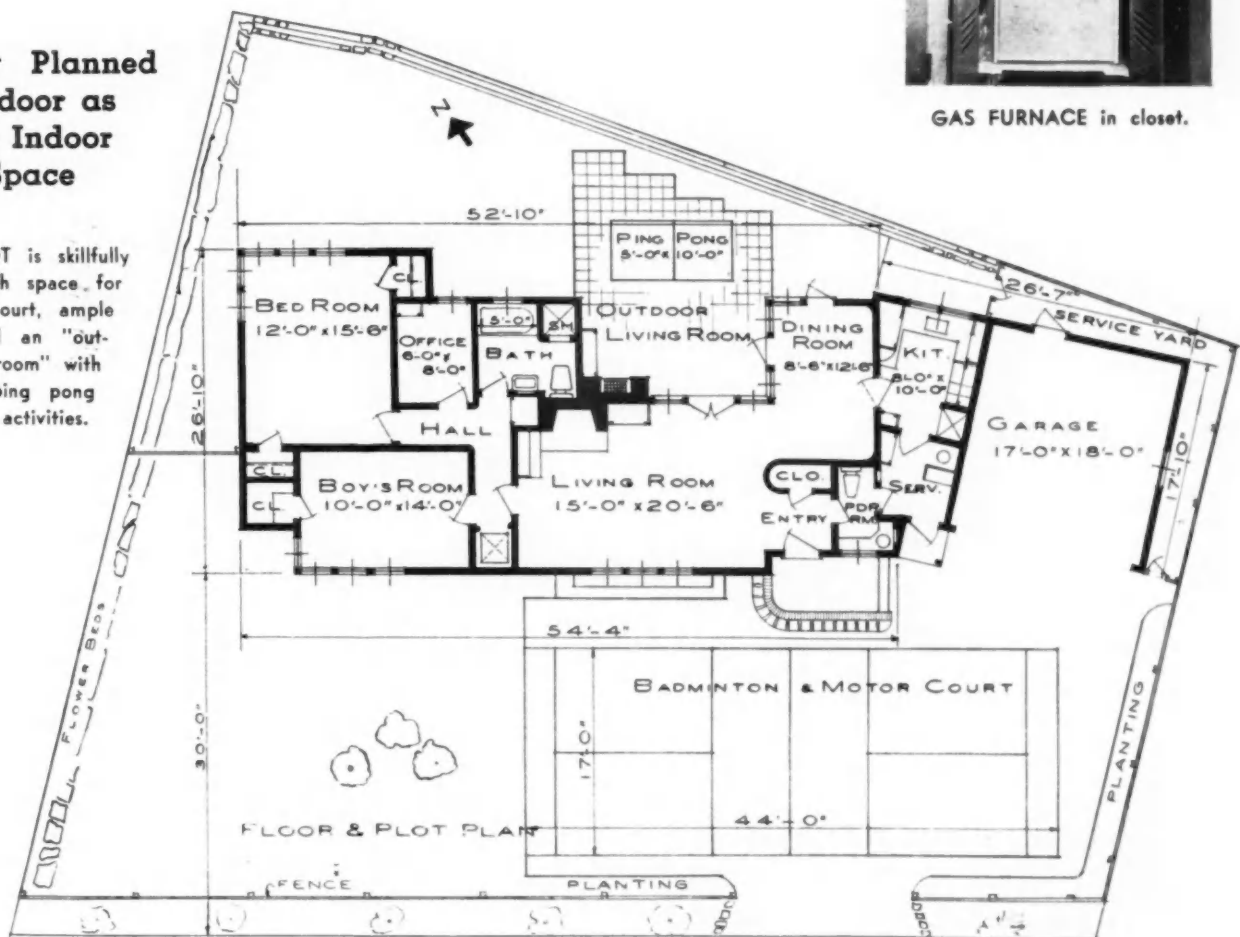 Planned
door as
Indoor
Space
is skillfully
h space for
ourt, ample
an "out-
room" with
ping pong
activities.
GAS FURNACE in closet.
N
52'-10"
PING PONG
5'-0" x 10'-0"
26'-7"
SERVICE YARD
CL.
BED ROOM
12'-0" x 15'-6"
OFFICE
6'-0" x
8'-0"
5'-0"
SH
BATH
OUTDOOR
LIVING ROOM
DINING
ROOM
8'-6" x 12'-6"
KIT.
8'-0" x
10'-0"
GARAGE
17'-0" X 18'-0"
17'-10"
26'-10"
HALL
CL.
CL.
BOY'S ROOM
10'-0" x 14'-0"
LIVING ROOM
15'-0" x 20'-6"
CLO.
ENTRY
PDR
RM.
SERV.
54'-4"
BADMINTON & MOTOR COURT
17'-0"
44'-0"
30'-0"
FLOWER BEDS
PLANTING
FLOOR & PLOT PLAN
FENCE
PLANTING